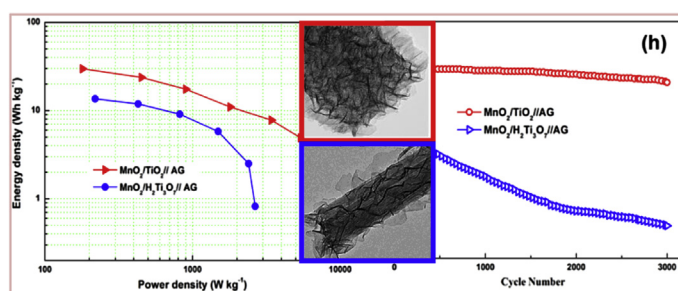 (h)
Energy density (Wh kg⁻¹)
100
10
1
MnO₂/TiO₂// AG
MnO₂/H₂Ti₃O₇// AG
100
1000
10000
Power density (W kg⁻¹)
MnO₂/TiO₂//AG
MnO₂/H₂Ti₃O₇//AG
0
1000
2000
3000
Cycle Number